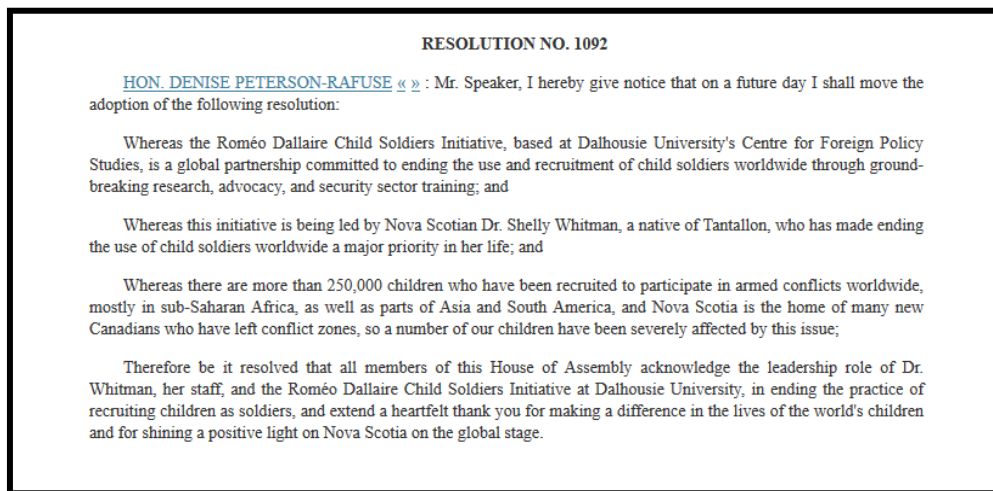 RESOLUTION NO. 1092
HON. DENISE PETERSON-RAFUSE « » : Mr. Speaker, I hereby give notice that on a future day I shall move the
adoption of the following resolution:
Whereas the Roméo Dallaire Child Soldiers Initiative, based at Dalhousie University's Centre for Foreign Policy
Studies, is a global partnership committed to ending the use and recruitment of child soldiers worldwide through ground-
breaking research, advocacy, and security sector training; and
Whereas this initiative is being led by Nova Scotian Dr. Shelly Whitman, a native of Tantallon, who has made ending
the use of child soldiers worldwide a major priority in her life; and
Whereas there are more than 250,000 children who have been recruited to participate in armed conflicts worldwide,
mostly in sub-Saharan Africa, as well as parts of Asia and South America, and Nova Scotia is the home of many new
Canadians who have left conflict zones, so a number of our children have been severely affected by this issue;
Therefore be it resolved that all members of this House of Assembly acknowledge the leadership role of Dr.
Whitman, her staff, and the Roméo Dallaire Child Soldiers Initiative at Dalhousie University, in ending the practice of
recruiting children as soldiers, and extend a heartfelt thank you for making a difference in the lives of the world's children
and for shining a positive light on Nova Scotia on the global stage.